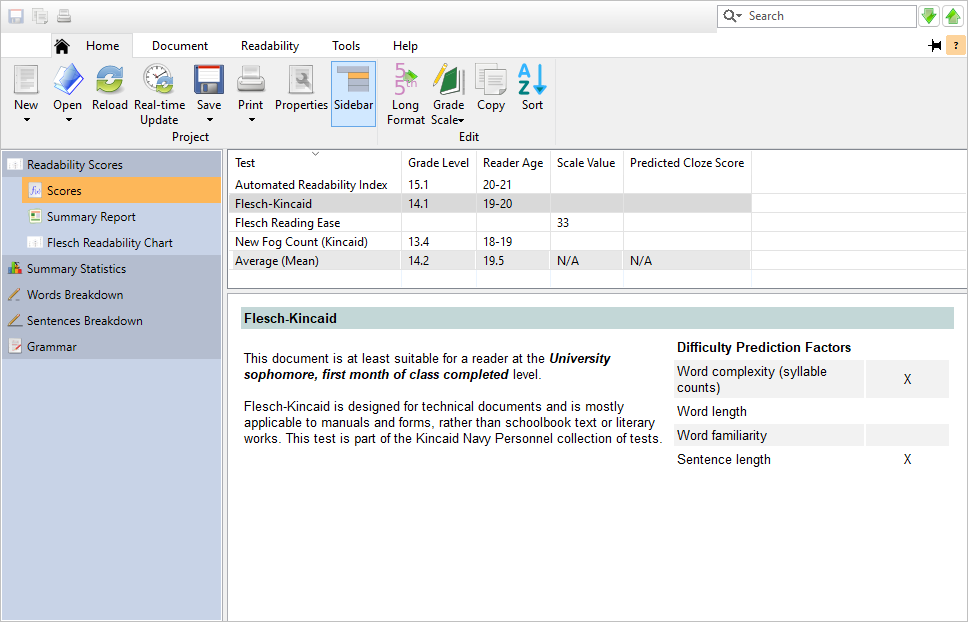 Search
Home Document Readability Tools Help
?
New Open Reload Real-time Update Save Print Properties Sidebar Long Format Grade Scale Copy Sort
Project Edit
Readability Scores
Scores
Summary Report
Flesch Readability Chart
Summary Statistics
Words Breakdown
Sentences Breakdown
Grammar
Test Grade Level Reader Age Scale Value Predicted Cloze Score
Automated Readability Index 15.1 20-21
Flesch-Kincaid 14.1 19-20
Flesch Reading Ease 33
New Fog Count (Kincaid) 13.4 18-19
Average (Mean) 14.2 19.5 N/A N/A
Flesch-Kincaid
This document is at least suitable for a reader at the University
sophomore, first month of class completed level.
Flesch-Kincaid is designed for technical documents and is mostly
applicable to manuals and forms, rather than schoolbook text or literary
works. This test is part of the Kincaid Navy Personnel collection of tests.
Difficulty Prediction Factors
Word complexity (syllable
counts) X
Word length
Word familiarity
Sentence length X